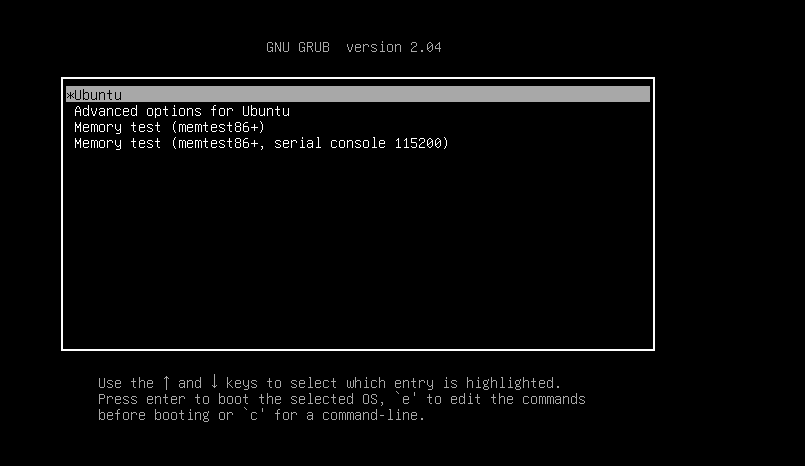 GNU GRUB  version 2.04
*Ubuntu
Advanced options for Ubuntu
Memory test (memtest86+)
Memory test (memtest86+, serial console 115200)
Use the ↑ and ↓ keys to select which entry is highlighted.
Press enter to boot the selected OS, `e' to edit the commands
before booting or `c' for a command-line.